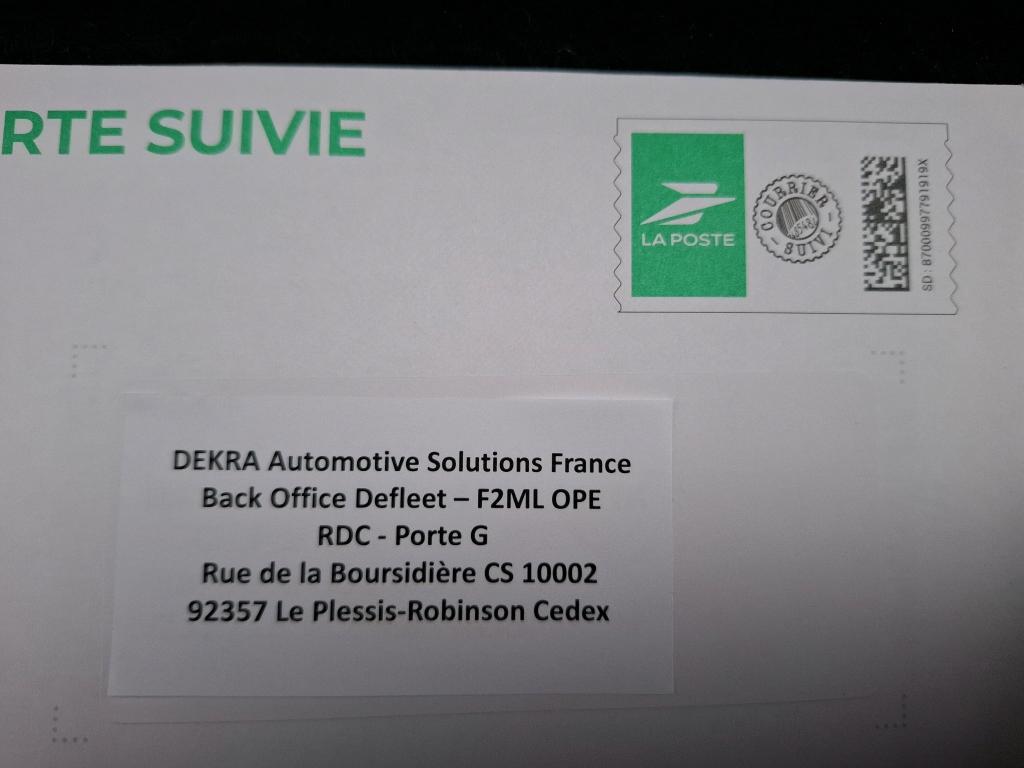 RTE SUIVIE
LA POSTE
COURRIER
SUIVI
SD : 87000997791919X
DEKRA Automotive Solutions France
Back Office Defleet – F2ML OPE
RDC - Porte G
Rue de la Boursidière CS 10002
92357 Le Plessis-Robinson Cedex